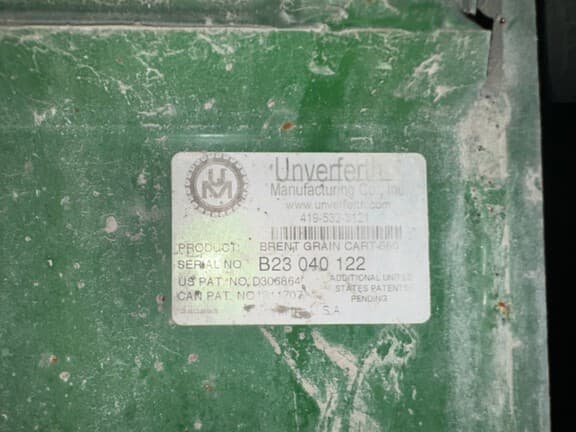 UM
Unverferth
Manufacturing Co., Inc
www.unverferth.com
419-532-3121
PRODUCT: BRENT GRAIN CART
SERIAL NO. B23 040 122
US PAT. NO. D306864
CAN PAT. NO.
ADDITIONAL UNITED
STATES PATENTS
PENDING
S.A.